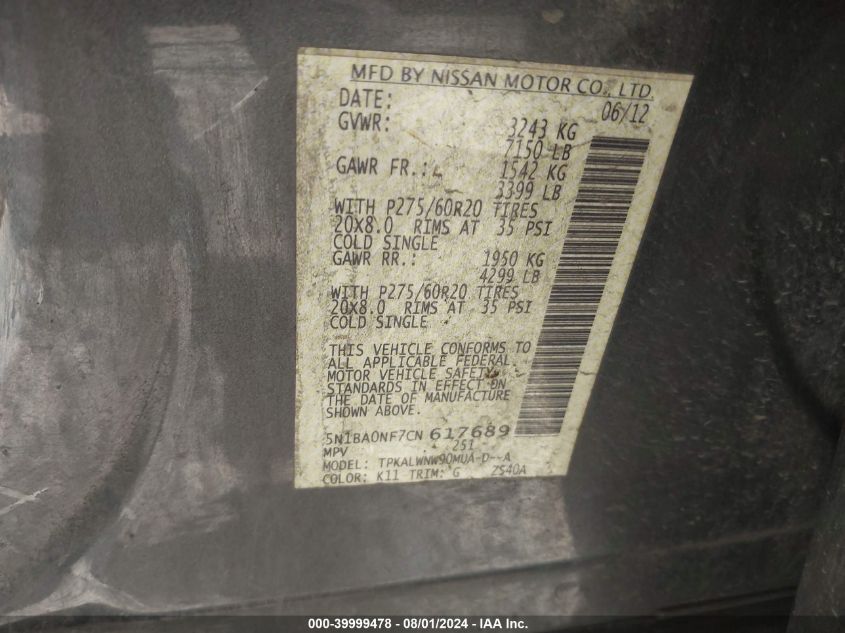 MFD BY NISSAN MOTOR CO., LTD.
DATE: 06/12
GVWR: 3243 KG
7150 LB
GAWR FR.: 1542 KG
3399 LB
WITH P275/60R20 TIRES
20X8.0 RIMS AT 35 PSI
COLD SINGLE
GAWR RR.: 1950 KG
4299 LB
WITH P275/60R20 TIRES
20X8.0 RIMS AT 35 PSI
COLD SINGLE
THIS VEHICLE CONFORMS TO
ALL APPLICABLE FEDERAL
MOTOR VEHICLE SAFETY
STANDARDS IN EFFECT ON
THE DATE OF MANUFACTURE
SHOWN ABOVE.
5N1BA0NF7CN 617689
MPV 251
MODEL: TPKALWNW90MUA-D--A
COLOR: K11 TRIM: G ZS40A
000-39999478 - 08/01/2024 - IAA Inc.